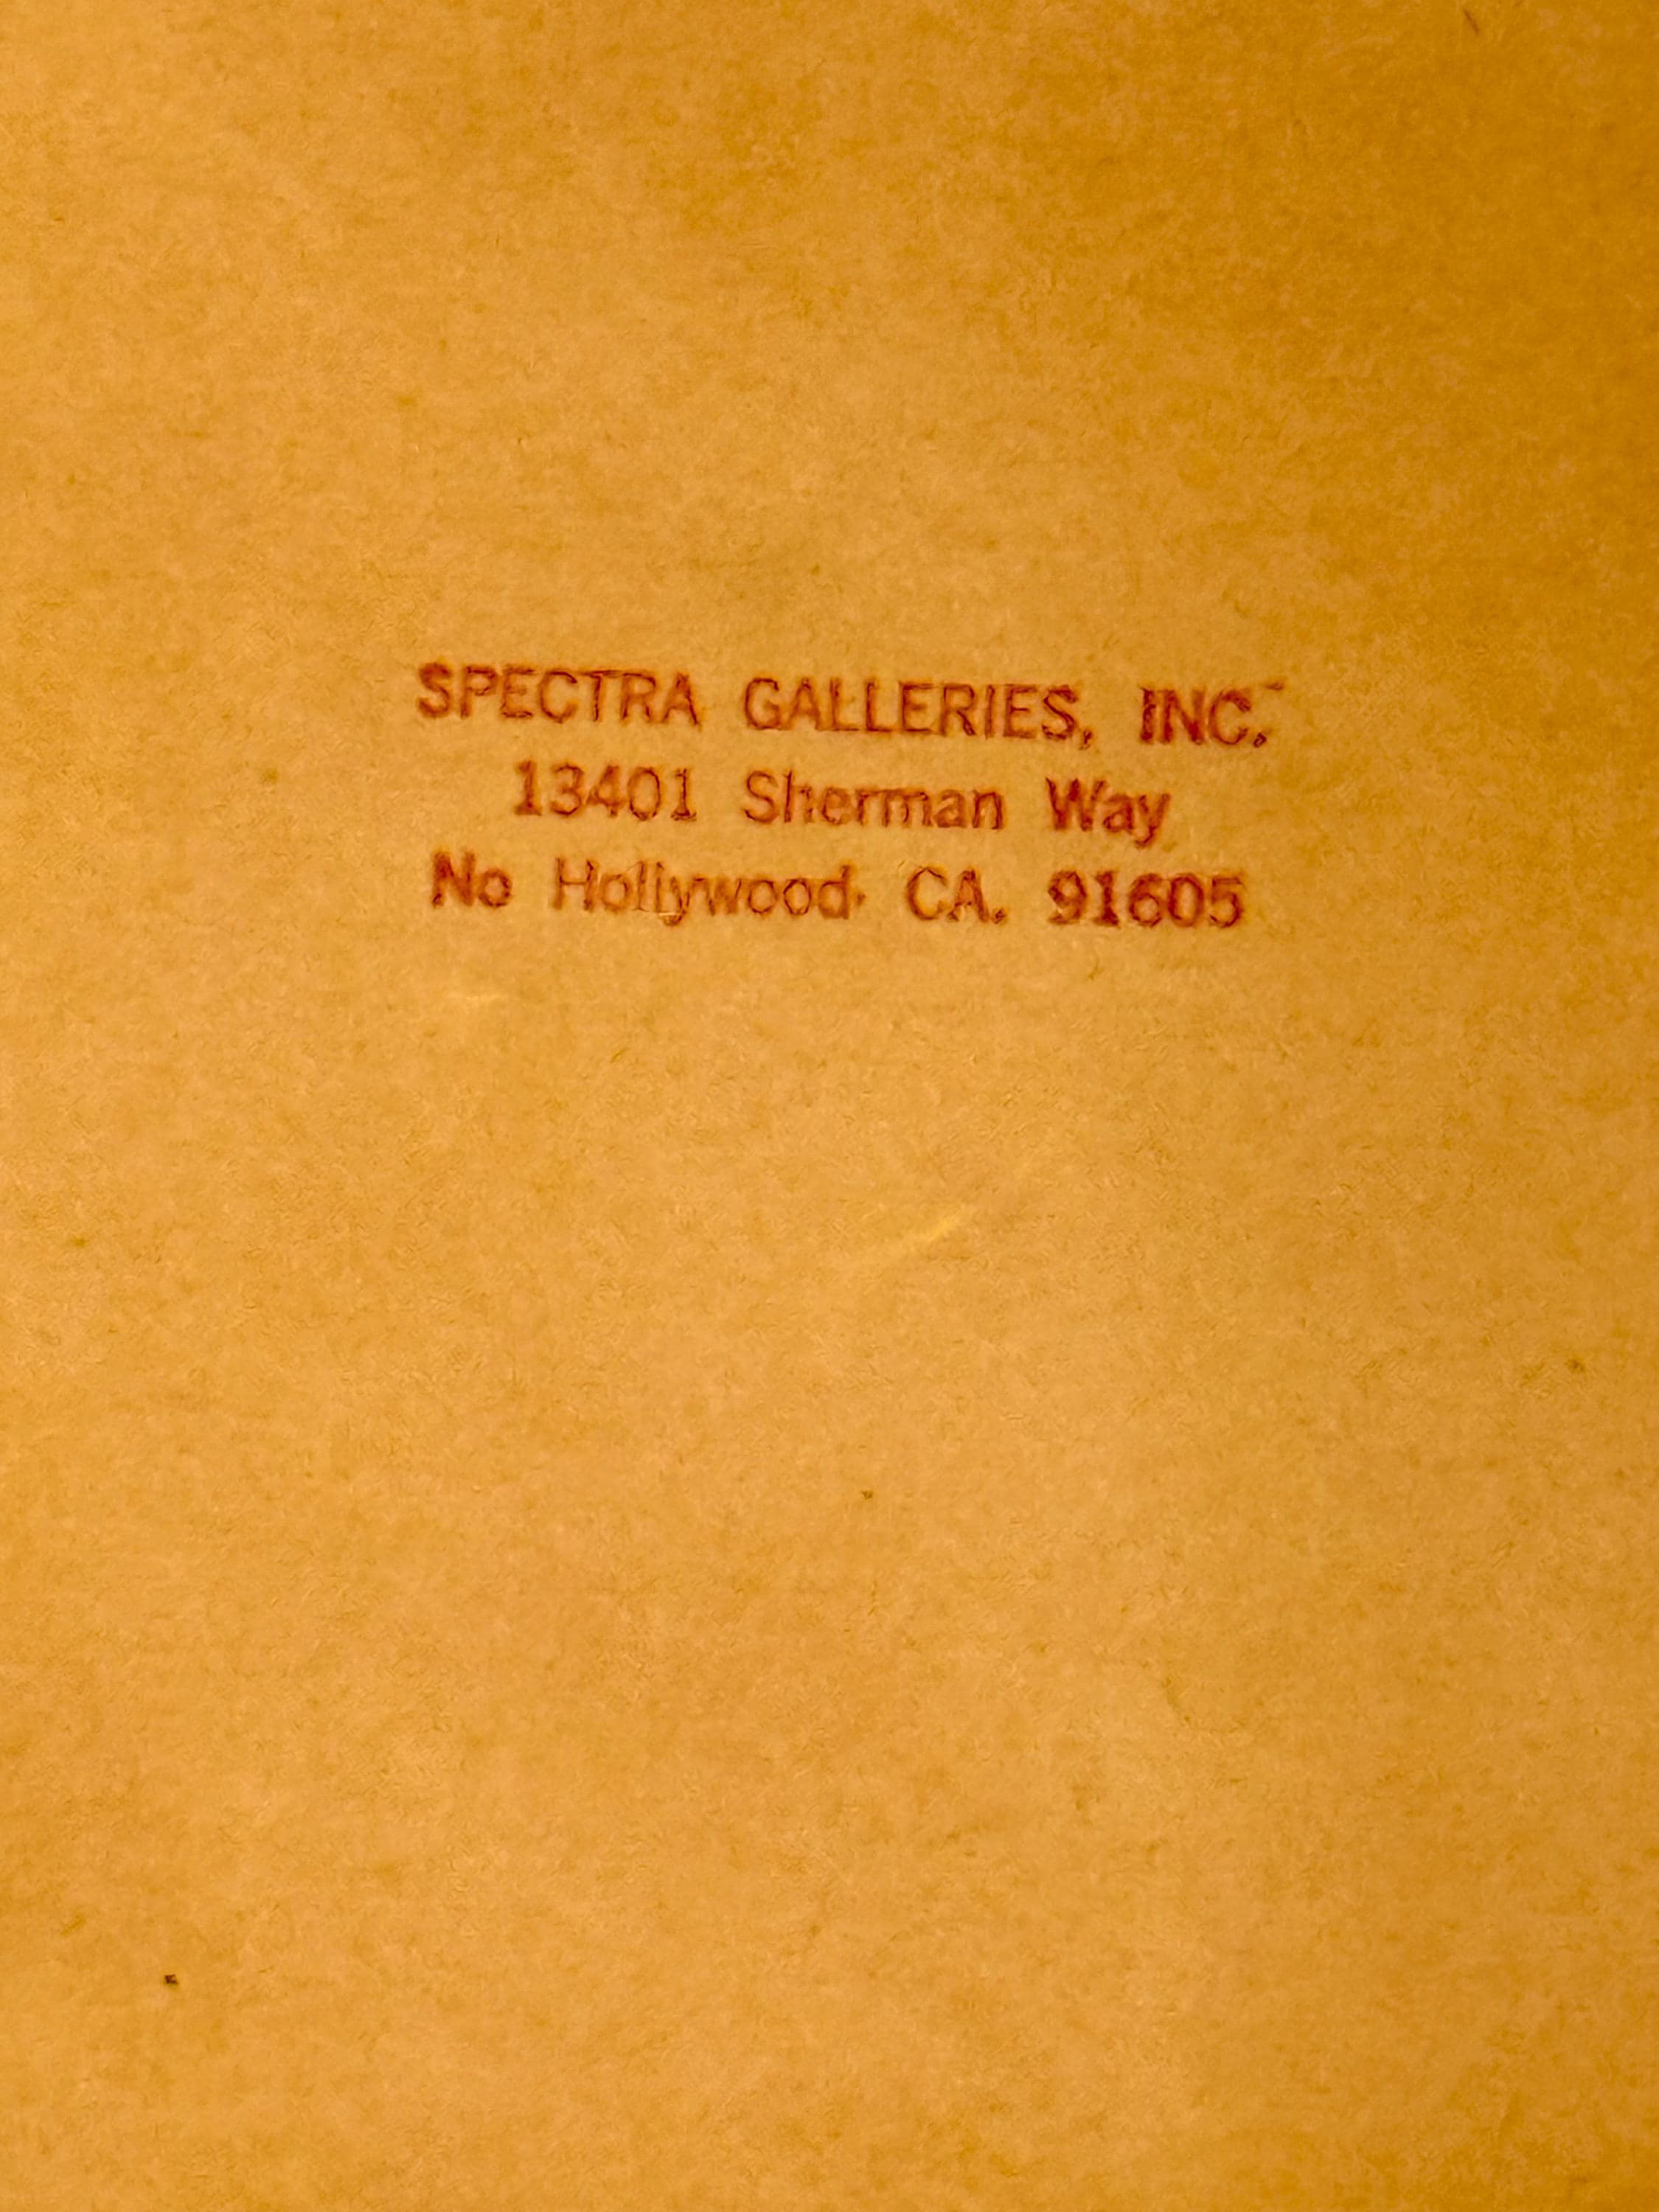 SPECTRA GALLERIES, INC.
13401 Sherman Way
No Hollywood CA. 91605